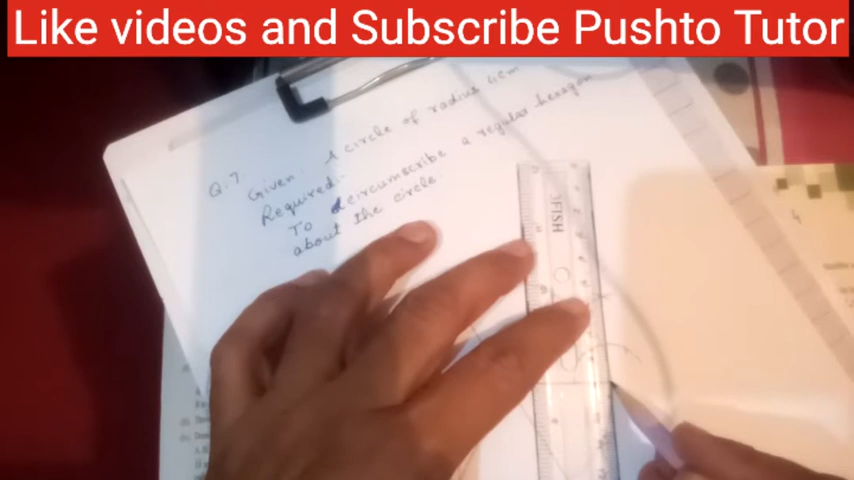 Like videos and Subscribe Pushto Tutor
Q.7
Given: A circle of radius 4cm
Required:
To circumscribe a regular hexagon
about the circle.
FISH
4